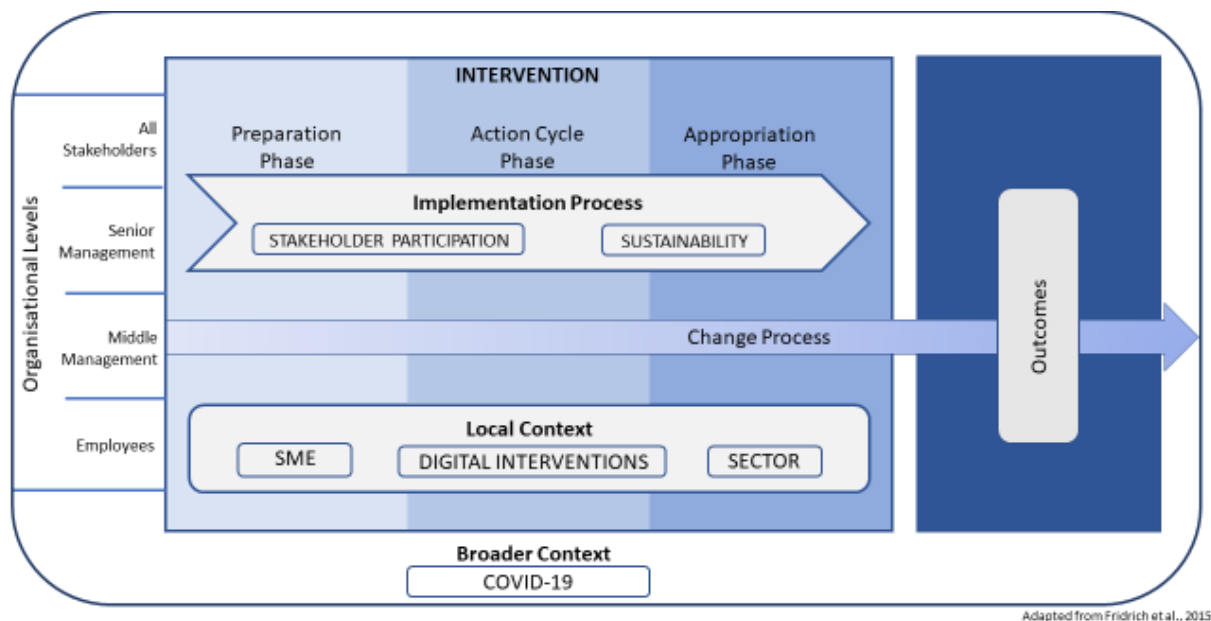 INTERVENTION
Organisational Levels
All
Stakeholders
Senior
Management
Middle
Management
Employees
Preparation
Phase
Action Cycle
Phase
Appropriation
Phase
Implementation Process
STAKEHOLDER PARTICIPATION
SUSTAINABILITY
Change Process
Outcomes
Local Context
SME
DIGITAL INTERVENTIONS
SECTOR
Broader Context
COVID-19
Adapted from Fridrich et al., 2015